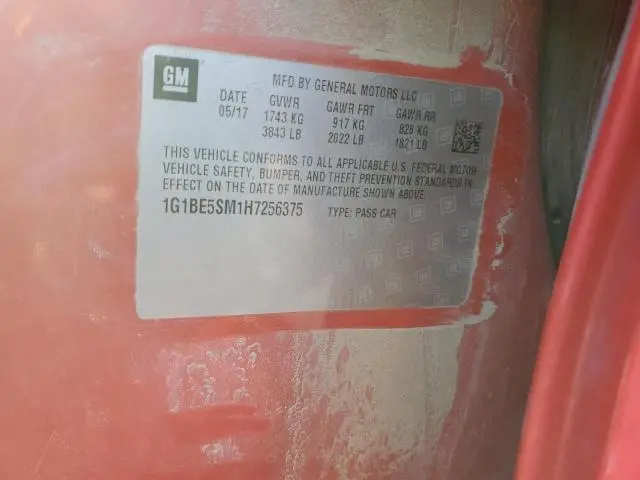 GM
MFD BY GENERAL MOTORS LLC
DATE GVWR GAWR FRT GAWR RR
05/17 1743 KG 917 KG 828 KG
3843 LB 2022 LB 1821 LB
THIS VEHICLE CONFORMS TO ALL APPLICABLE U.S. FEDERAL MOTOR
VEHICLE SAFETY, BUMPER, AND THEFT PREVENTION STANDARDS IN
EFFECT ON THE DATE OF MANUFACTURE SHOWN ABOVE.
1G1BE5SM1H7256375 TYPE: PASS CAR